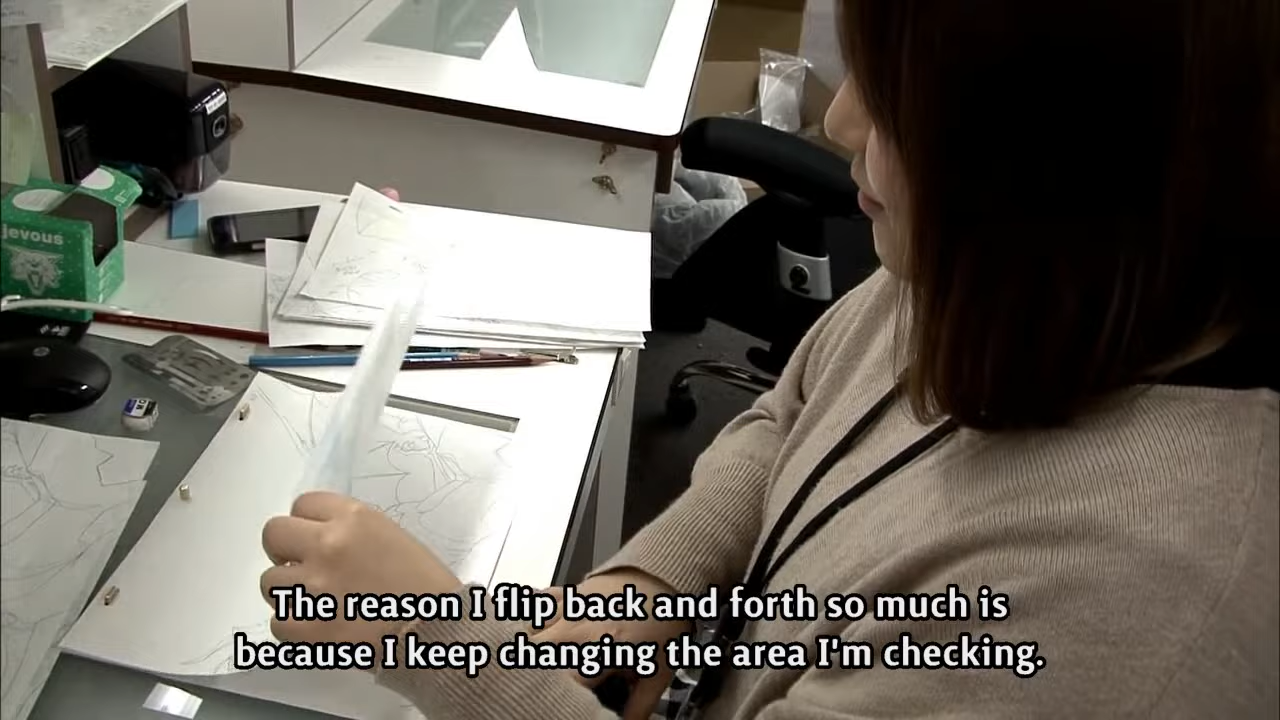 jevous
The reason I flip back and forth so much is
because I keep changing the area I'm checking.